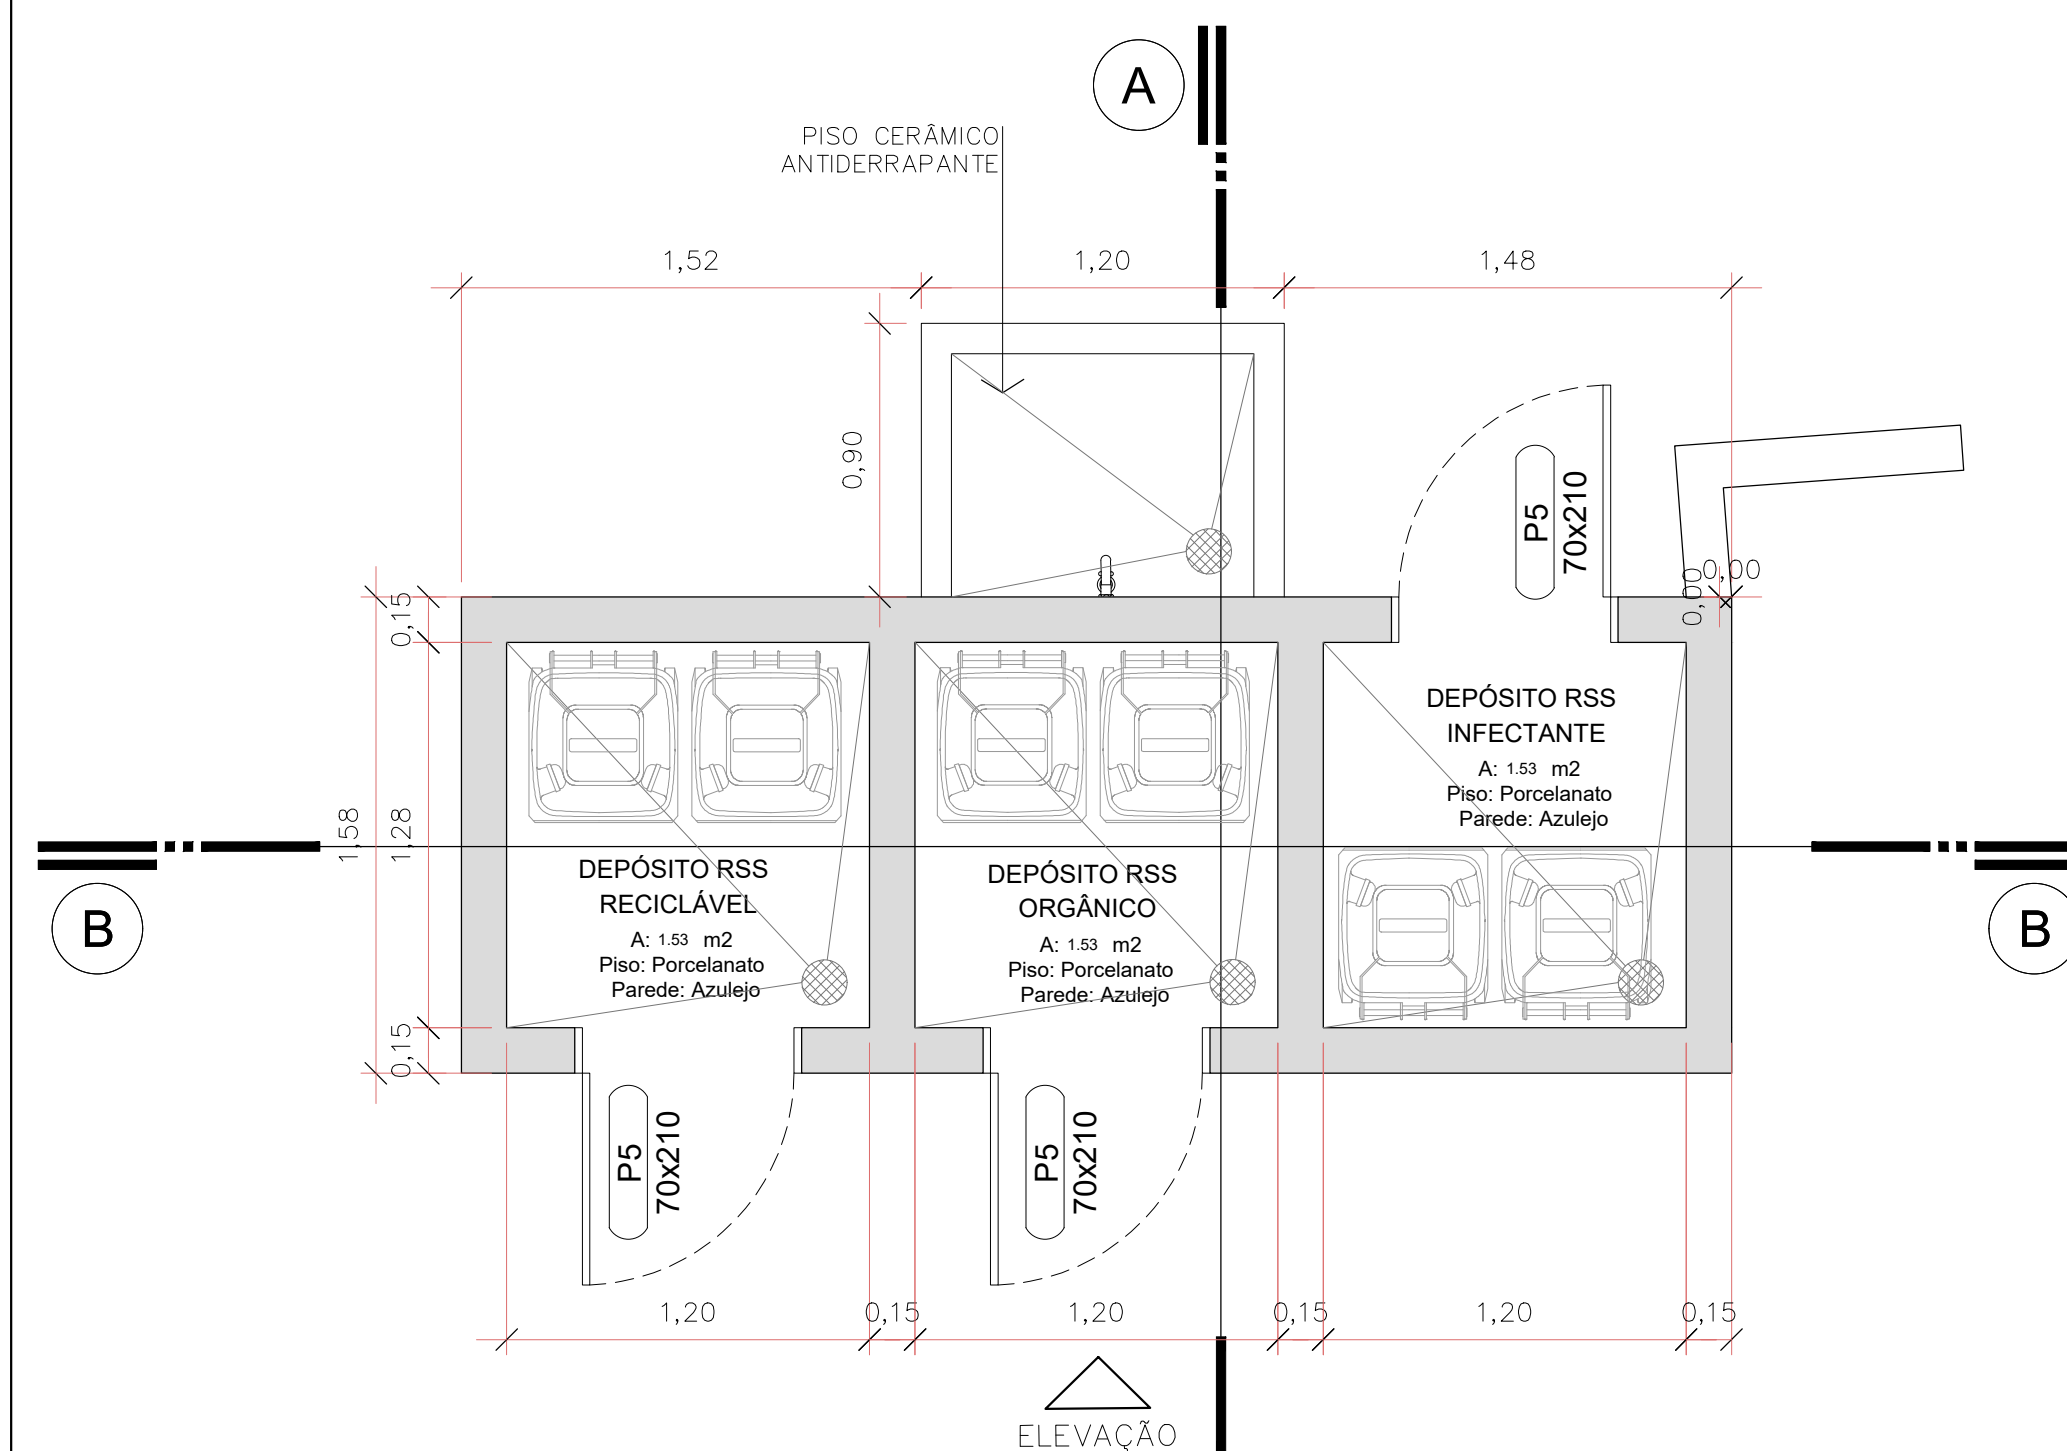 A
PISO CERÂMICO
ANTIDERRAPANTE
1,52
1,20
1,48
0,90
P5
70x210
0,00
0,00
0,15
1,58
1,28
0,15
DEPÓSITO RSS
INFECTANTE
A: 1.53 m2
Piso: Porcelanato
Parede: Azulejo
DEPÓSITO RSS
RECICLÁVEL
A: 1.53 m2
Piso: Porcelanato
Parede: Azulejo
DEPÓSITO RSS
ORGÂNICO
A: 1.53 m2
Piso: Porcelanato
Parede: Azulejo
B
B
P5
70x210
P5
70x210
1,20
0,15
1,20
0,15
1,20
0,15
ELEVAÇÃO